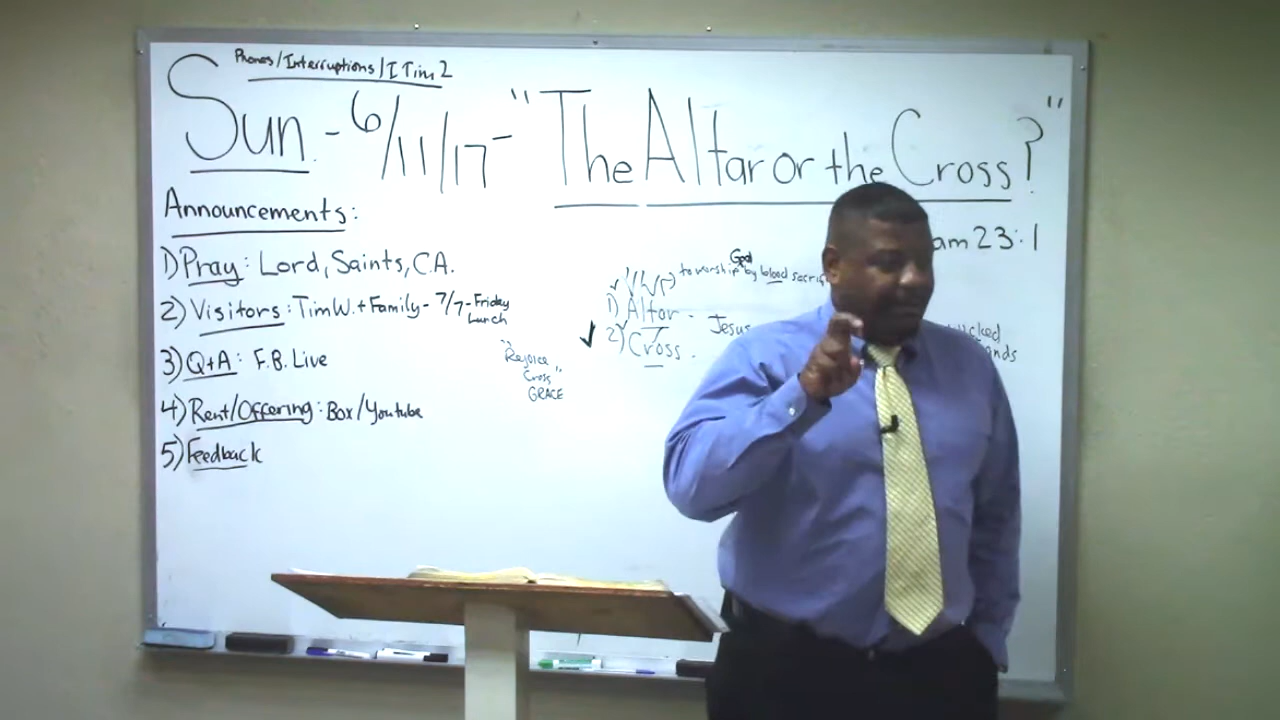 Phones/Interruptions/I Tim 2
Sun. - 6/11/17 - "The Altar or the Cross?"
Announcements:
am 23:1
1) Pray: Lord, Saints, C.A.
2) Visitors: Tim W. + Family - 7/7 - Friday
Lunch
3) Q+A: F.B. Live
4) Rent/Offering: Box/Youtube
5) Feedback
"Rejoice
Cross"
GRACE
God
to worship by blood sacrif
1) Altar -
2) Cross. Jesus